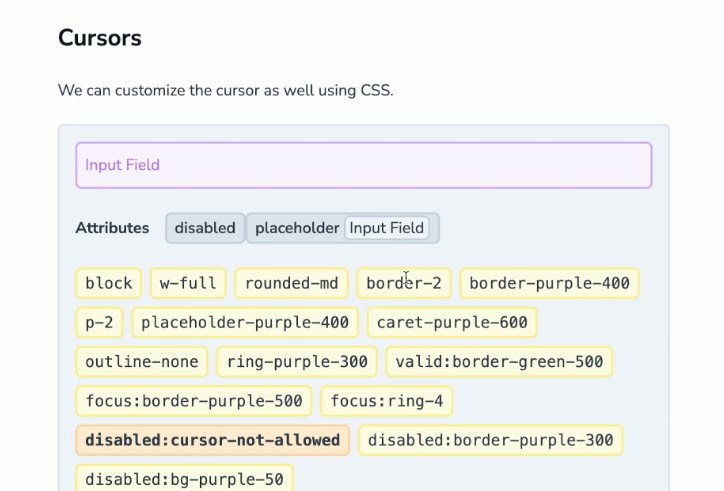 Cursors
We can customize the cursor as well using CSS.
Input Field
Attributes disabled placeholder Input Field
block w-full rounded-md border-2 border-purple-400
p-2 placeholder-purple-400 caret-purple-600
outline-none ring-purple-300 valid:border-green-500
focus:border-purple-500 focus:ring-4
disabled:cursor-not-allowed disabled:border-purple-300
disabled:bg-purple-50